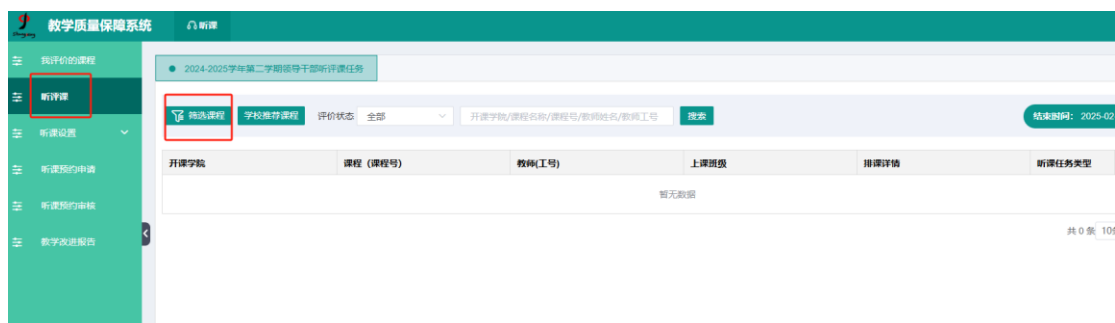 教学质量保障系统
听课
我评价的课程
听评课
听课设置
听课预约申请
听课预约审核
教学改进报告
2024-2025学年第二学期领导干部听评课任务
筛选课程 学校推荐课程 评价状态 全部 开课学院/课程名称/课程号/教师姓名/教师工号 搜索 结束时间：2025-02
开课学院 课程（课程号） 教师(工号) 上课班级 排课详情 听课任务类型
暂无数据
共 0 条 10条